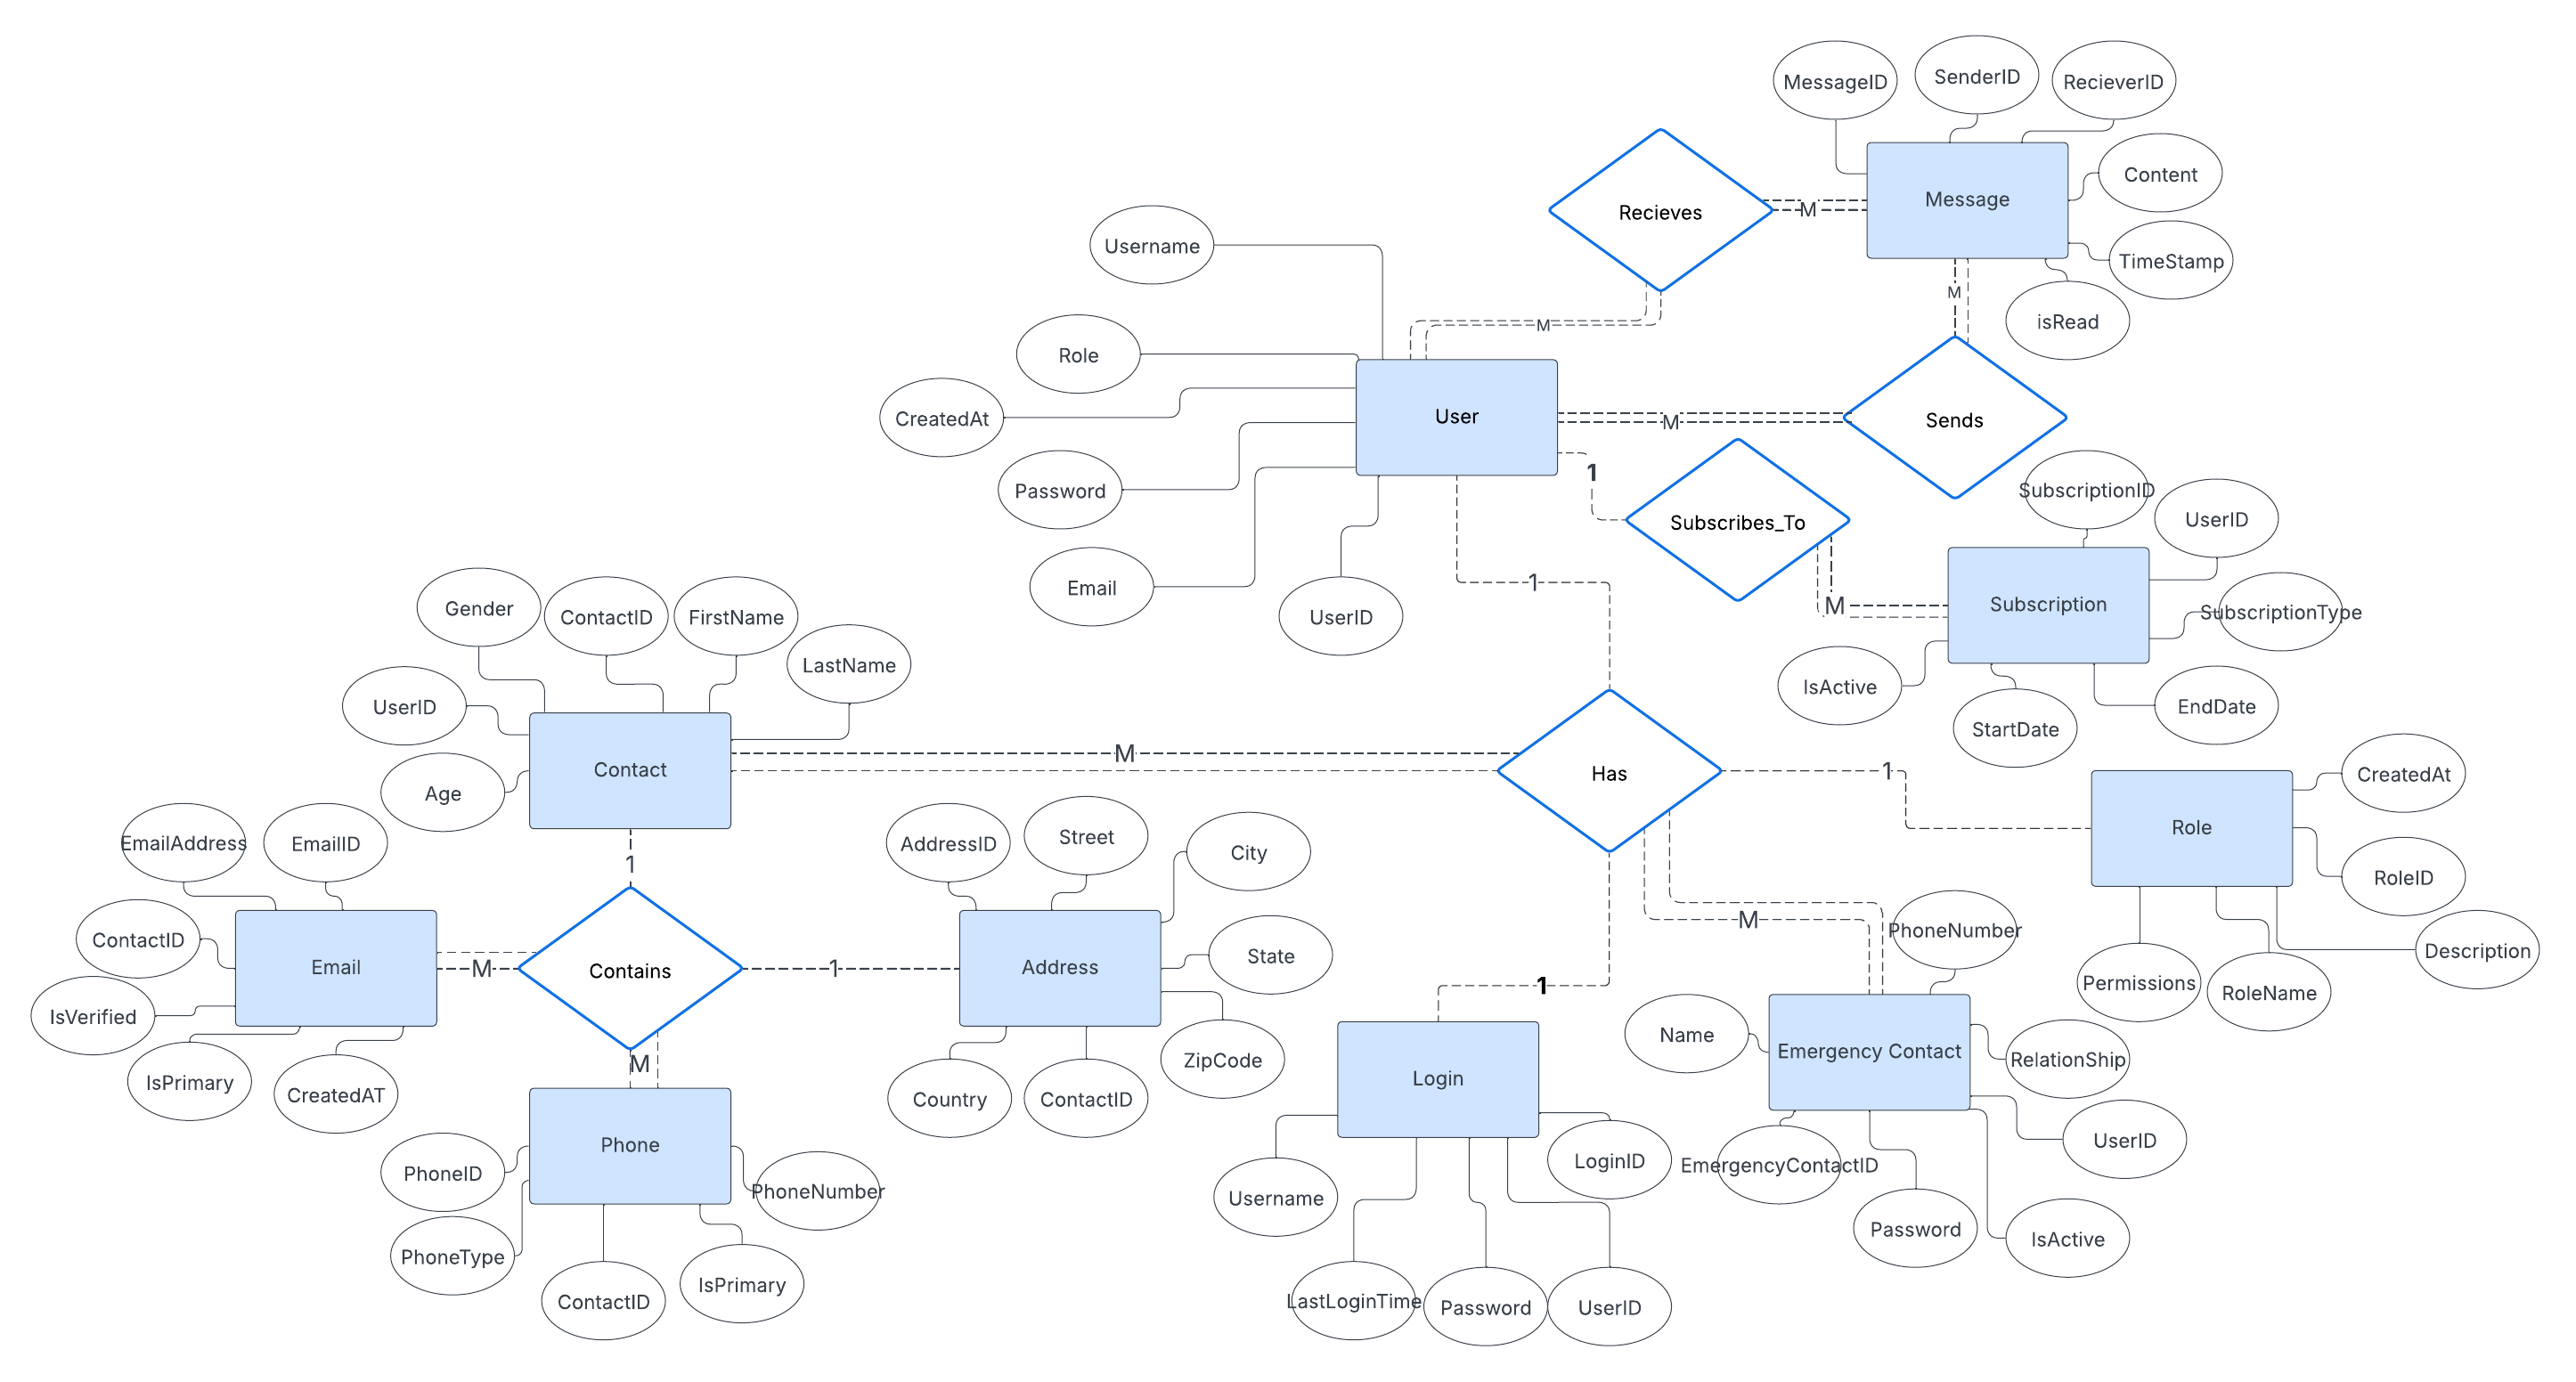 MessageID
SenderID
RecieverID
Content
Message
Recieves
M
Username
TimeStamp
M
isRead
M
Role
CreatedAt
User
M
Sends
1
Password
SubscriptionID
UserID
Subscribes_To
Email
1
UserID
M
Subscription
SubscriptionType
Gender
ContactID
FirstName
LastName
IsActive
EndDate
StartDate
UserID
Contact
M
Has
1
CreatedAt
Age
Role
EmailAddress
EmailID
1
AddressID
Street
City
RoleID
M
PhoneNumber
ContactID
Email
M
Contains
1
Address
State
Description
Permissions
RoleName
1
IsVerified
IsPrimary
CreatedAT
M
ZipCode
Country
ContactID
Name
Emergency Contact
RelationShip
Login
UserID
Phone
PhoneID
PhoneNumber
LoginID
EmergencyContactID
Username
Password
IsActive
PhoneType
ContactID
IsPrimary
LastLoginTime
Password
UserID